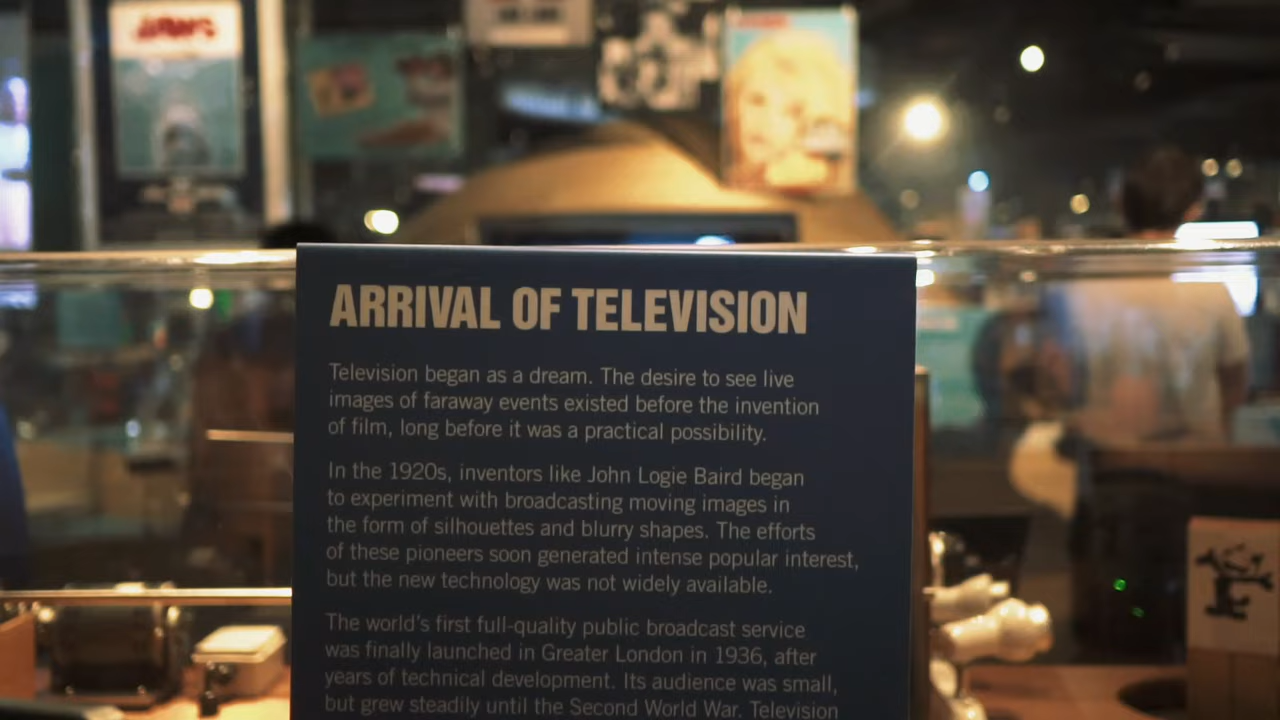 JAWS
ARRIVAL OF TELEVISION
Television began as a dream. The desire to see live
images of faraway events existed before the invention
of film, long before it was a practical possibility.
In the 1920s, inventors like John Logie Baird began
to experiment with broadcasting moving images in
the form of silhouettes and blurry shapes. The efforts
of these pioneers soon generated intense popular interest,
but the new technology was not widely available.
The world's first full-quality public broadcast service
was finally launched in Greater London in 1936, after
years of technical development. Its audience was small,
but grew steadily until the Second World War. Television